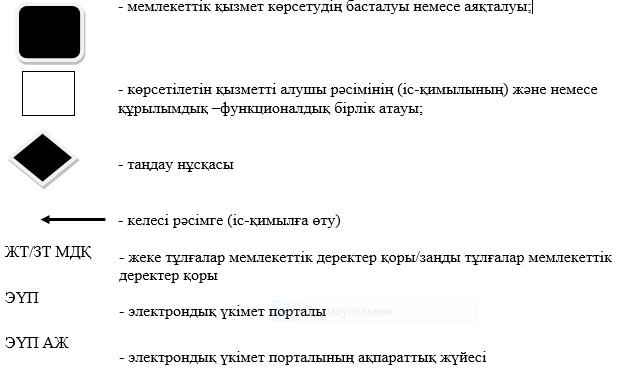 - мемлекеттік қызмет көрсетудің басталуы немесе аяқталуы;
- көрсетілетін қызметті алушы рәсімінің (іс-қимылының) және немесе
құрылымдық –функционалдық бірлік атауы;
- таңдау нұсқасы
- келесі рәсімге (іс-қимылға өту)
ЖТ/ЗТ МДҚ
- жеке тұлғалар мемлекеттік деректер қоры/заңды тұлғалар мемлекеттік
деректер қоры
ЭҮП
- электрондық үкімет порталы
ЭҮП АЖ
- электрондық үкімет порталының ақпараттық жүйесі